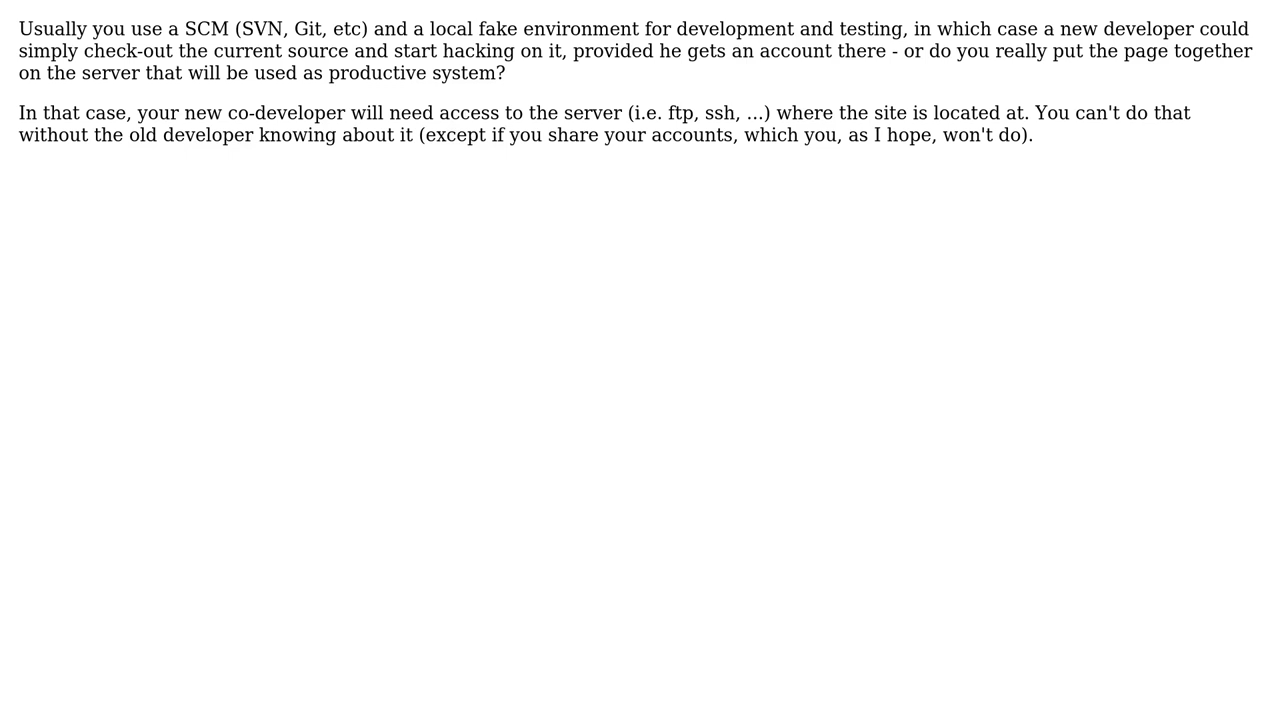 Usually you use a SCM (SVN, Git, etc) and a local fake environment for development and testing, in which case a new developer could
simply check-out the current source and start hacking on it, provided he gets an account there - or do you really put the page together
on the server that will be used as productive system?
In that case, your new co-developer will need access to the server (i.e. ftp, ssh, ...) where the site is located at. You can't do that
without the old developer knowing about it (except if you share your accounts, which you, as I hope, won't do).